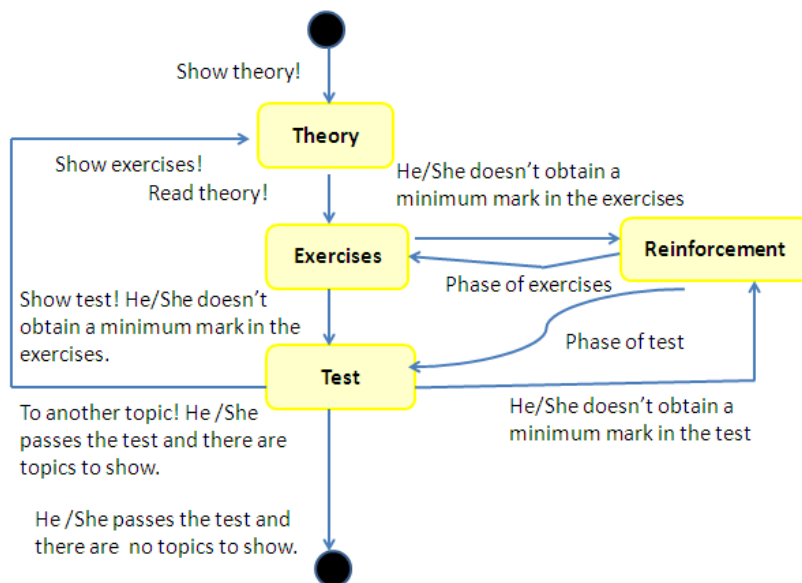 Show theory!
Theory
Show exercises!
Read theory!
He/She doesn't obtain a
minimum mark in the exercises
Exercises
Reinforcement
Phase of exercises
Show test! He/She doesn't
obtain a minimum mark in the
exercises.
Phase of test
Test
To another topic! He /She
passes the test and there are
topics to show.
He/She doesn't obtain a
minimum mark in the test
He /She passes the test and
there are  no topics to show.